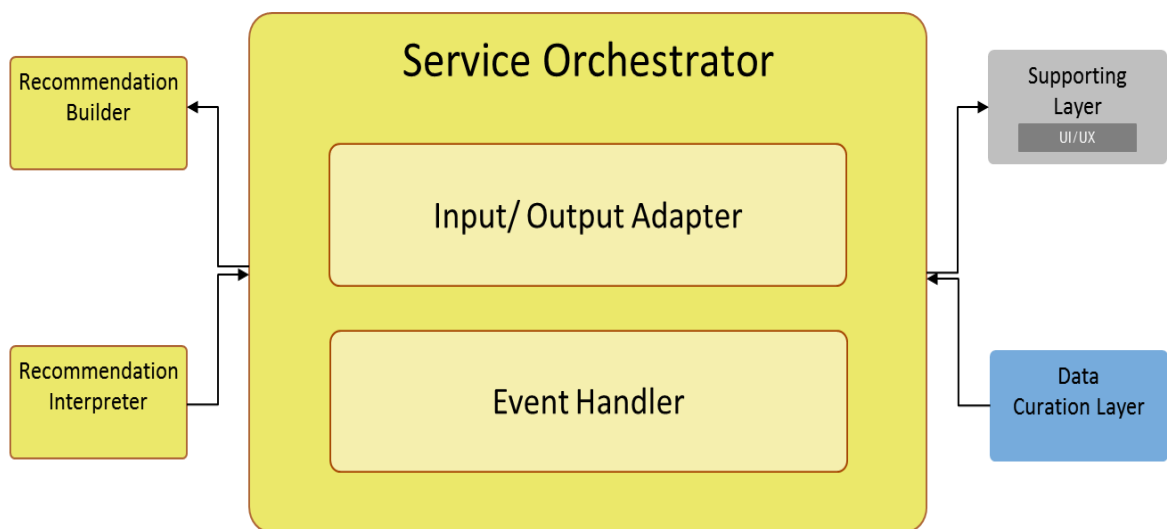 Service Orchestrator
Recommendation
Builder
Supporting
Layer
UI/UX
Input/ Output Adapter
Recommendation
Interpreter
Event Handler
Data
Curation Layer